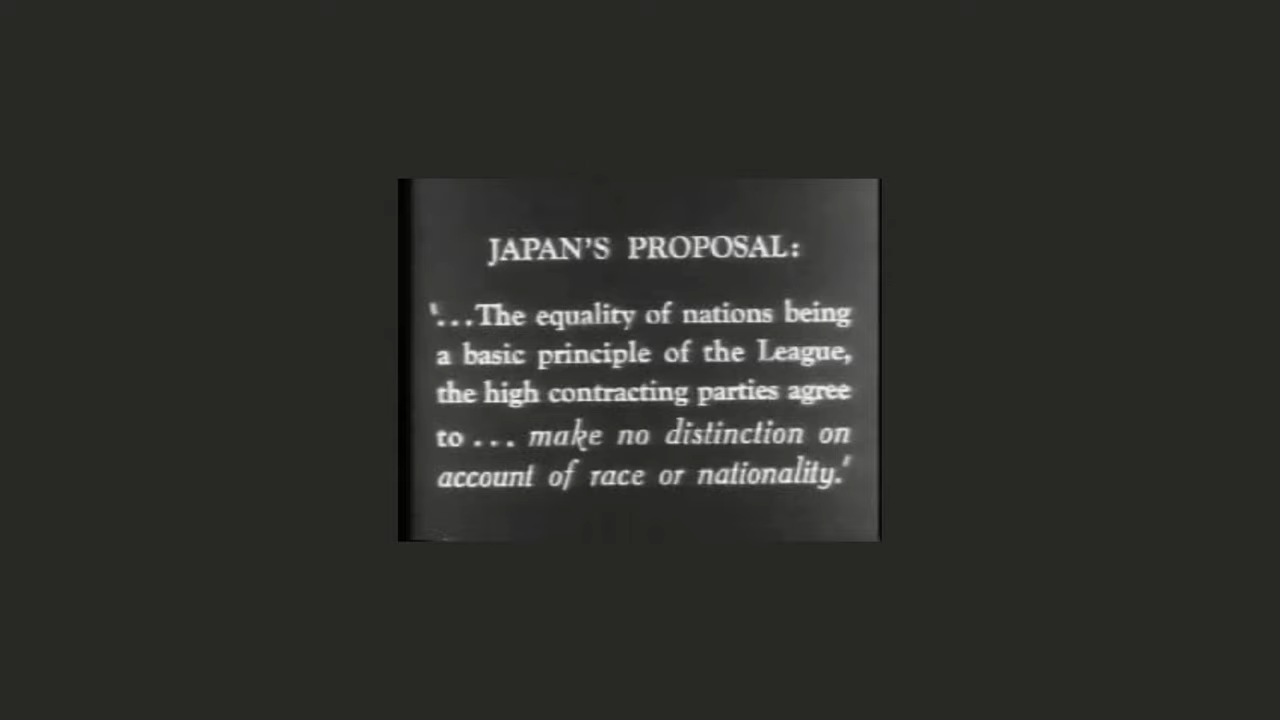 JAPAN'S PROPOSAL:
'...The equality of nations being
a basic principle of the League,
the high contracting parties agree
to ... make no distinction on
account of race or nationality.'